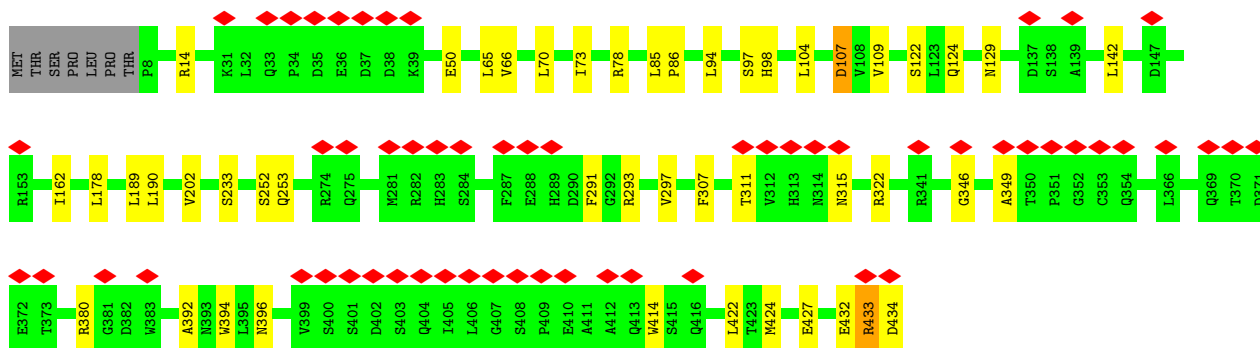 MET THR SER PRO LEU PRO THR P8 R14 K31 L32 Q33 P34 D35 E36 D37 D38 K39 E50 L65 V66 L70 I73 R78 L85 P86 L94 S97 H98 L104 D107 V108 V109 S122 L123 Q124 N129 D137 S138 A139 L142 D147
R153 I162 L178 L189 L190 V202 S233 S252 Q253 R274 Q275 M281 R282 H283 S284 F287 E288 H289 D290 F291 G292 R293 V297 F307 T311 V312 H313 N314 N315 R322 R341 G346 A349 T350 P351 G352 C353 Q354 L366 Q369 T370 D371
E372 T373 R380 G381 D382 W383 A392 N393 W394 L395 N396 V399 S400 S401 D402 S403 Q404 I405 L406 G407 S408 P409 E410 A411 A412 Q413 W414 S415 Q416 L422 T423 M424 E427 E432 R433 D434